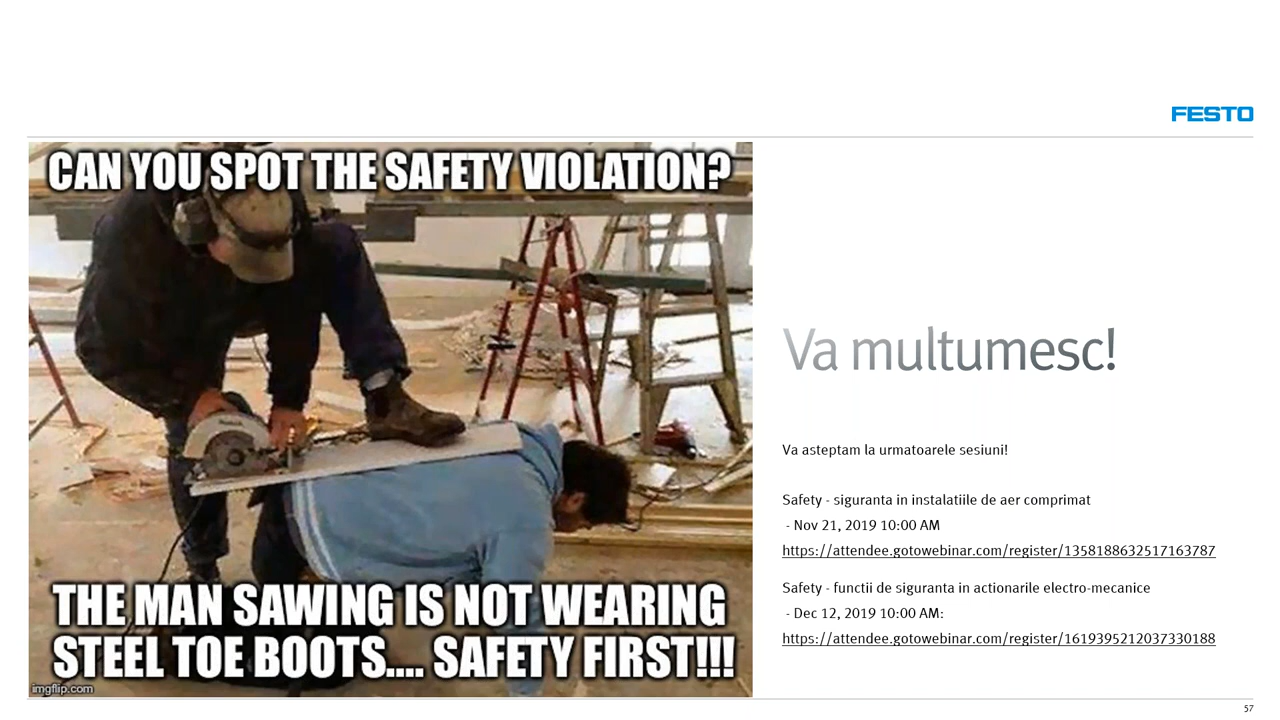 FESTO
CAN YOU SPOT THE SAFETY VIOLATION?
THE MAN SAWING IS NOT WEARING
STEEL TOE BOOTS.... SAFETY FIRST!!!
imgflip.com
Va multumesc!
Va asteptam la urmatoarele sesiuni!
Safety - siguranta in instalatiile de aer comprimat
- Nov 21, 2019 10:00 AM
https://attendee.gotowebinar.com/register/1358188632517163787
Safety - functii de siguranta in actionarile electro-mecanice
- Dec 12, 2019 10:00 AM:
https://attendee.gotowebinar.com/register/1619395212037330188
57